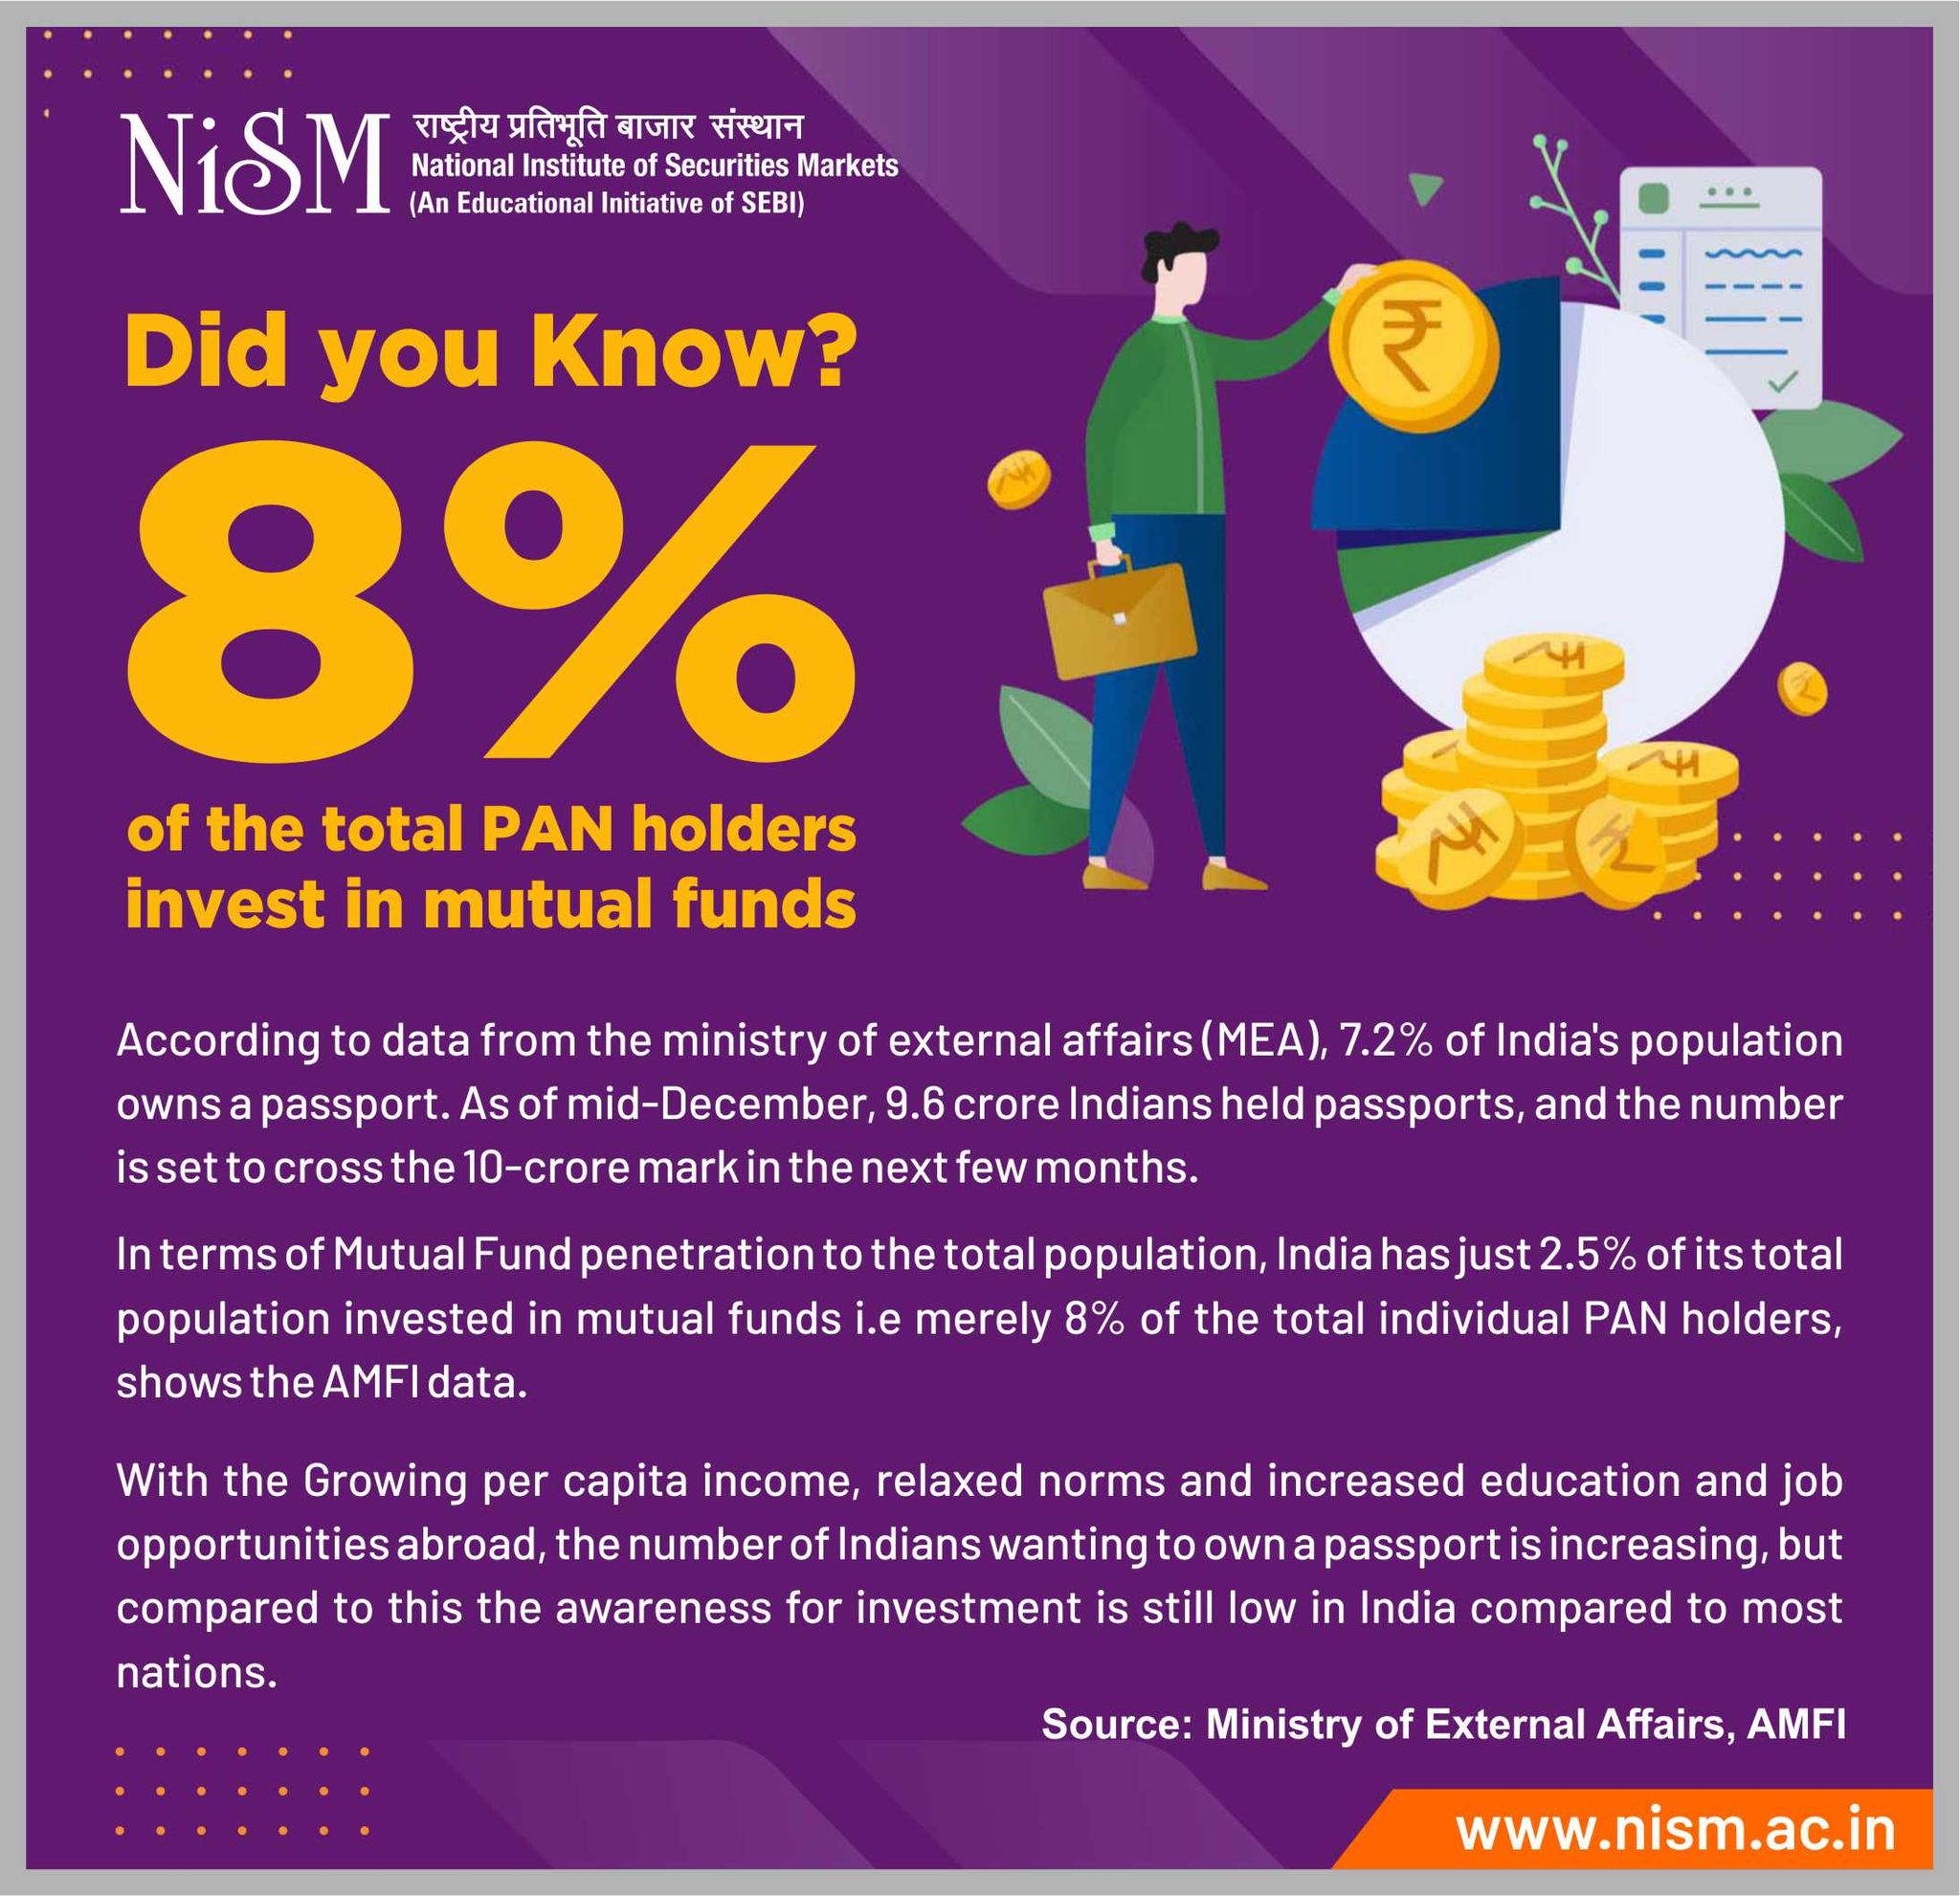 NiSM
राष्ट्रीय प्रतिभूति बाजार संस्थान
National Institute of Securities Markets
(An Educational Initiative of SEBI)
Did you Know?
8%
of the total PAN holders
invest in mutual funds
₹
According to data from the ministry of external affairs (MEA), 7.2% of India's population
owns a passport. As of mid-December, 9.6 crore Indians held passports, and the number
is set to cross the 10-crore mark in the next few months.
In terms of Mutual Fund penetration to the total population, India has just 2.5% of its total
population invested in mutual funds i.e merely 8% of the total individual PAN holders,
shows the AMFI data.
With the Growing per capita income, relaxed norms and increased education and job
opportunities abroad, the number of Indians wanting to own a passport is increasing, but
compared to this the awareness for investment is still low in India compared to most
nations.
Source: Ministry of External Affairs, AMFI
www.nism.ac.in